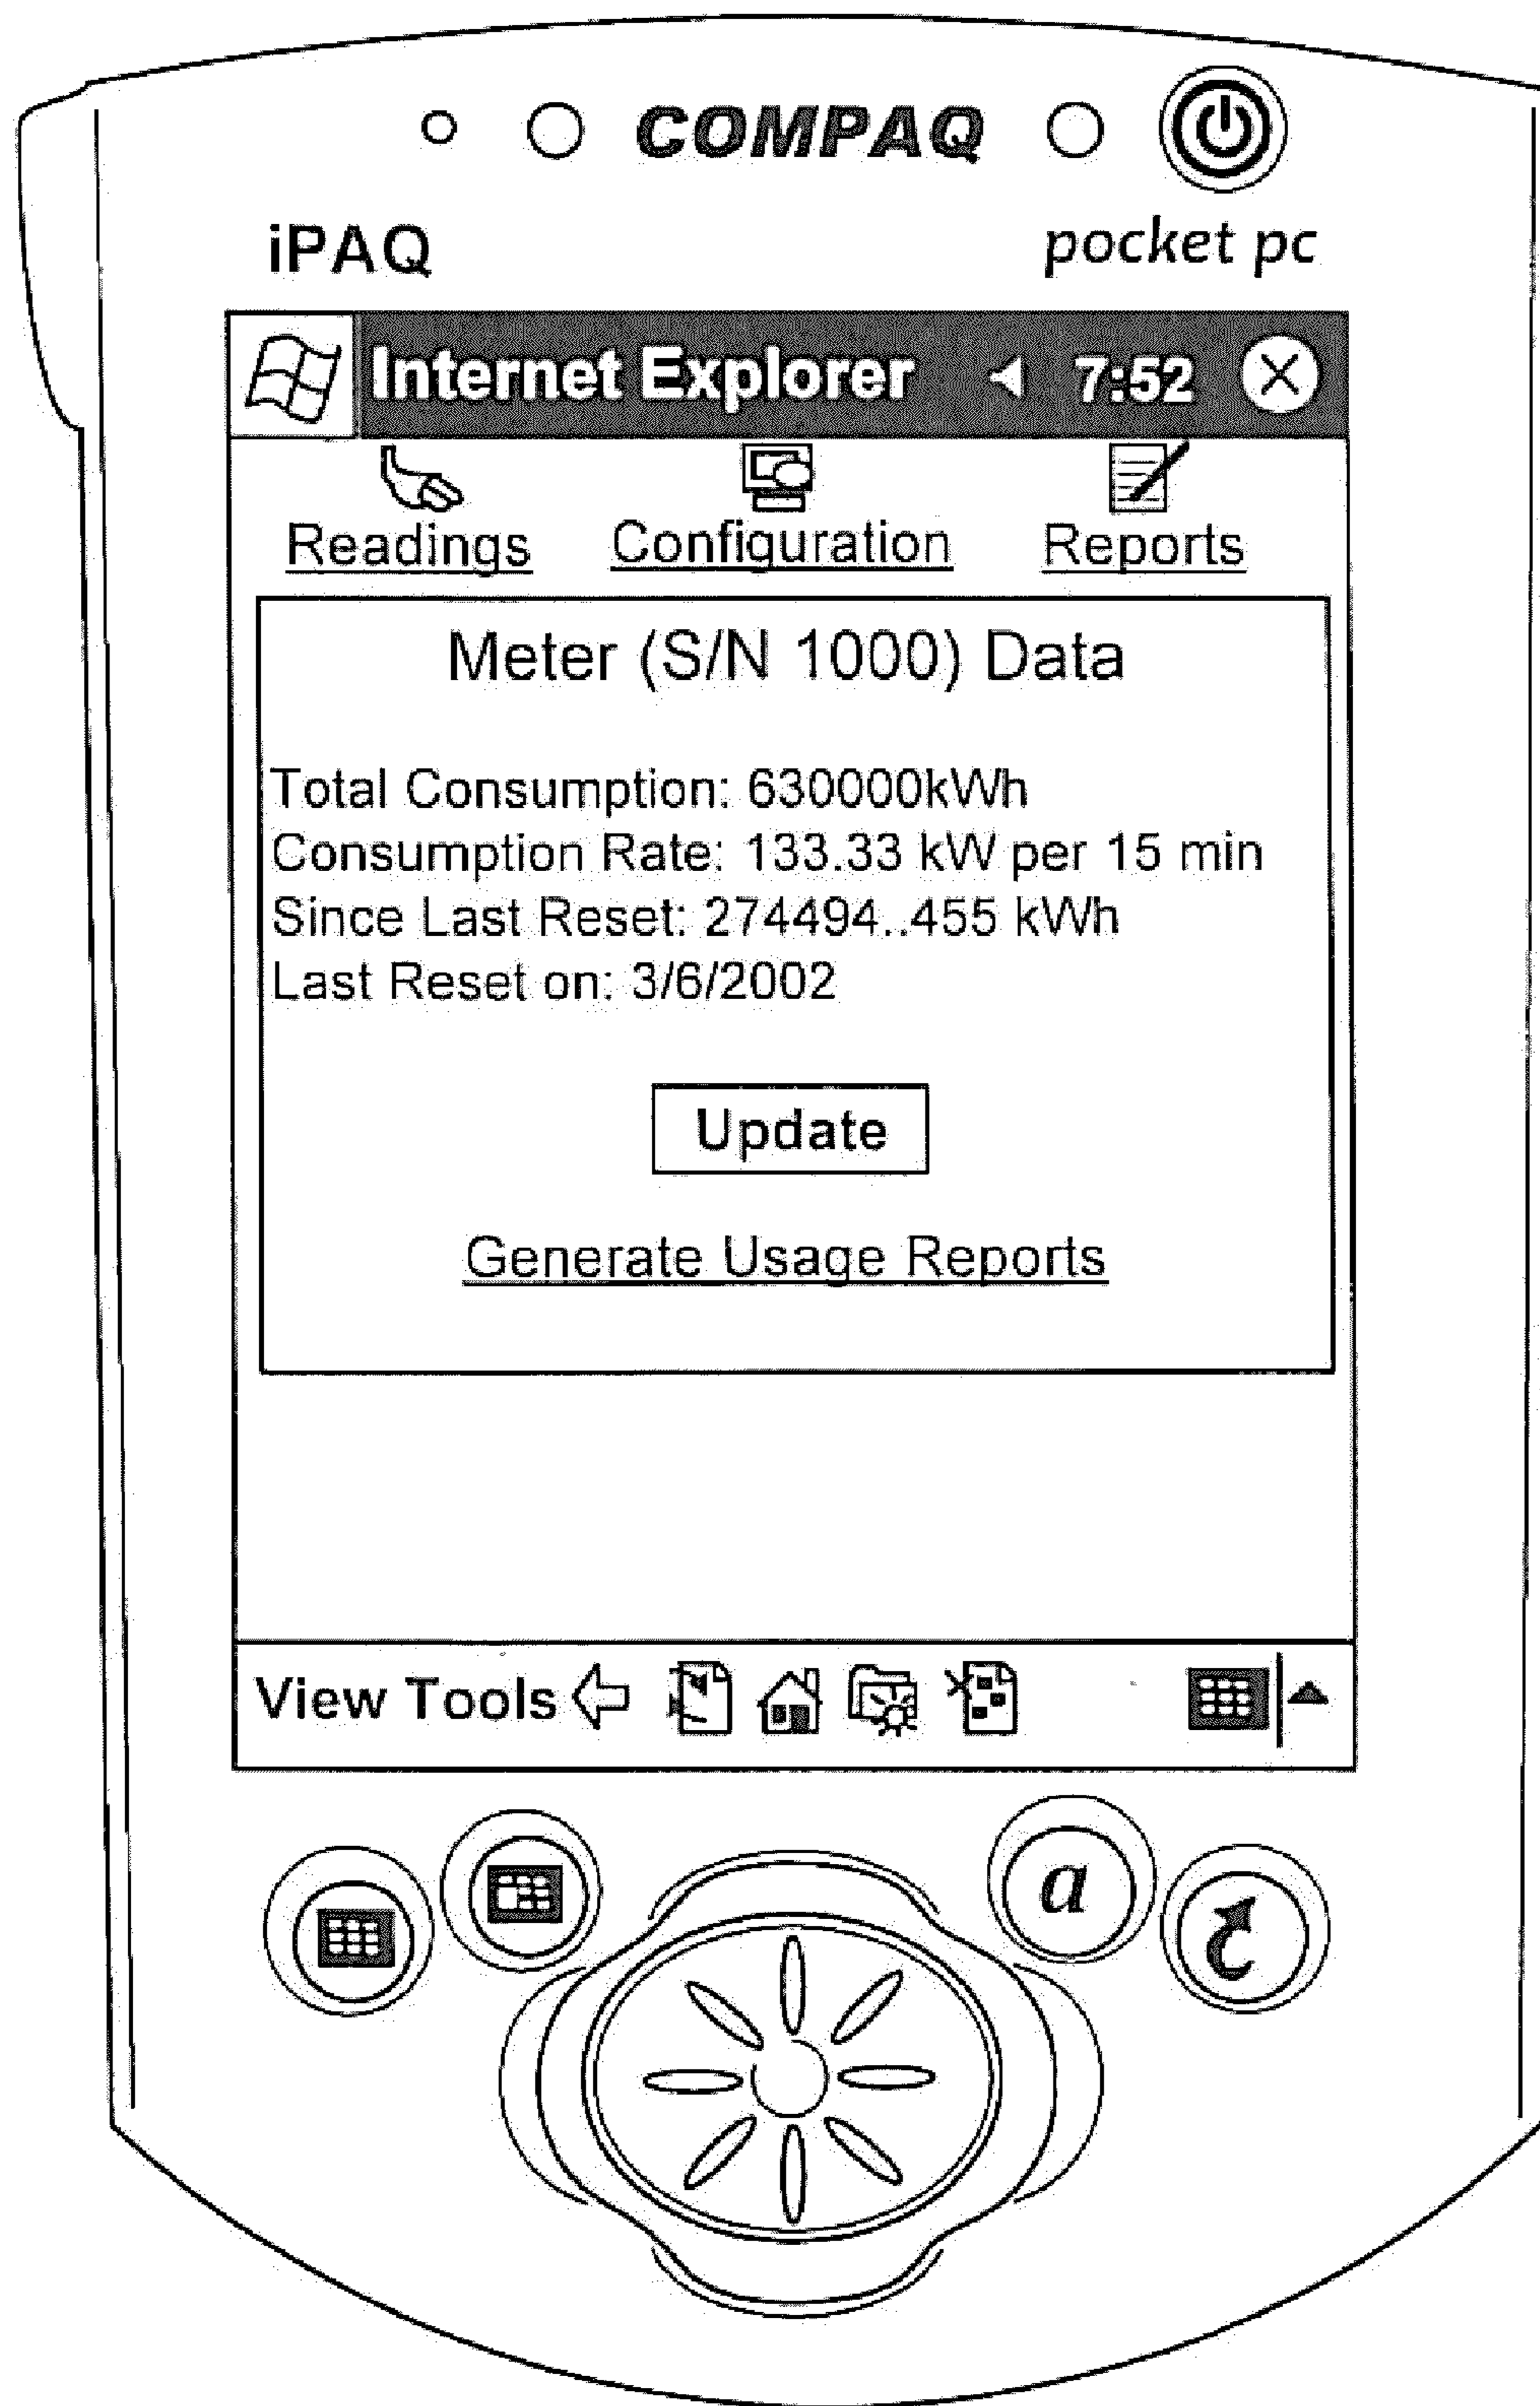 COMPAQ
iPAQ pocket pc
Internet Explorer 7:52
Readings Configuration Reports
Meter (S/N 1000) Data
Total Consumption: 630000kWh
Consumption Rate: 133.33 kW per 15 min
Since Last Reset: 274494..455 kWh
Last Reset on: 3/6/2002
Update
Generate Usage Reports
View Tools
a